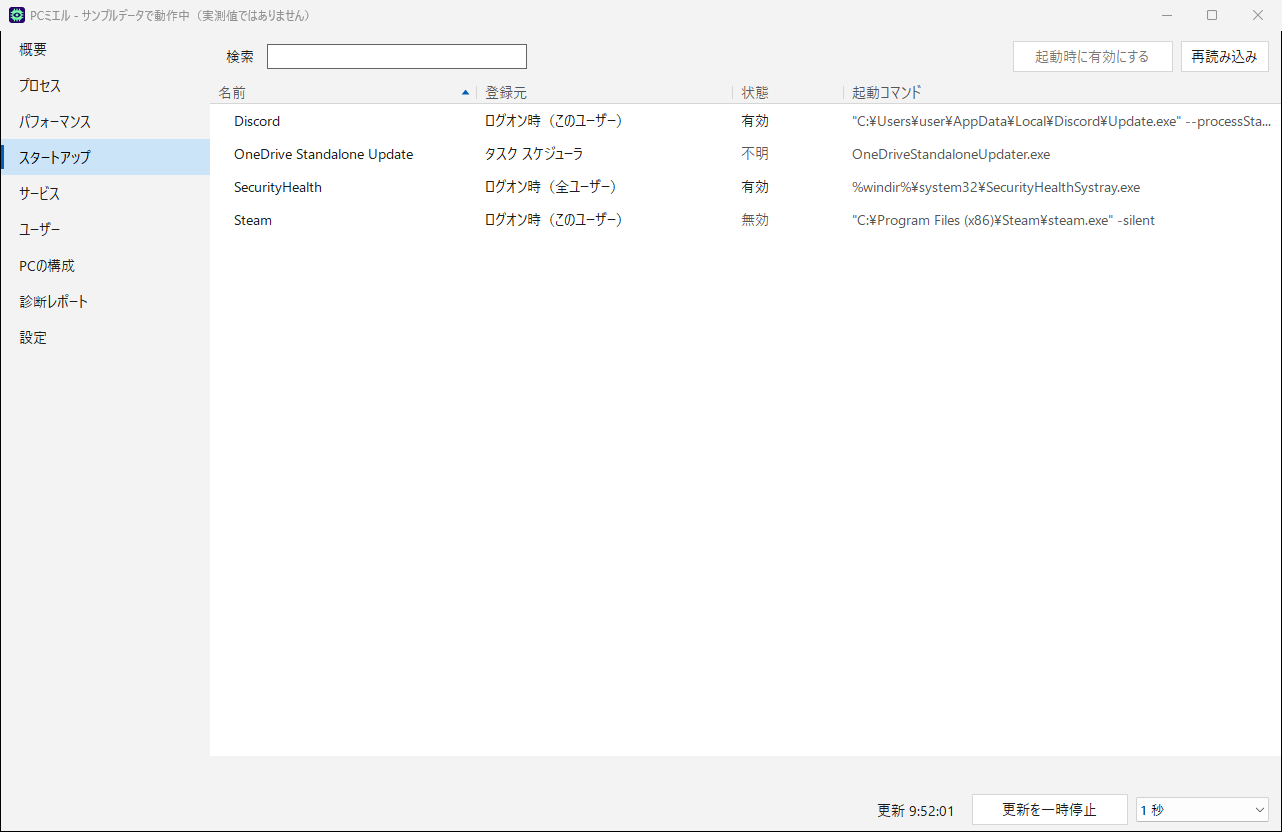 PCミエル - サンプルデータで動作中（実測値ではありません）
概要
プロセス
パフォーマンス
スタートアップ
サービス
ユーザー
PCの構成
診断レポート
設定
検索
起動時に有効にする
再読み込み
名前 登録元 状態 起動コマンド
Discord ログオン時（このユーザー） 有効 "C:¥Users¥user¥AppData¥Local¥Discord¥Update.exe" --processSta...
OneDrive Standalone Update タスク スケジューラ 不明 OneDriveStandaloneUpdater.exe
SecurityHealth ログオン時（全ユーザー） 有効 %windir%¥system32¥SecurityHealthSystray.exe
Steam ログオン時（このユーザー） 無効 "C:¥Program Files (x86)¥Steam¥steam.exe" -silent
更新 9:52:01 更新を一時停止 1 秒